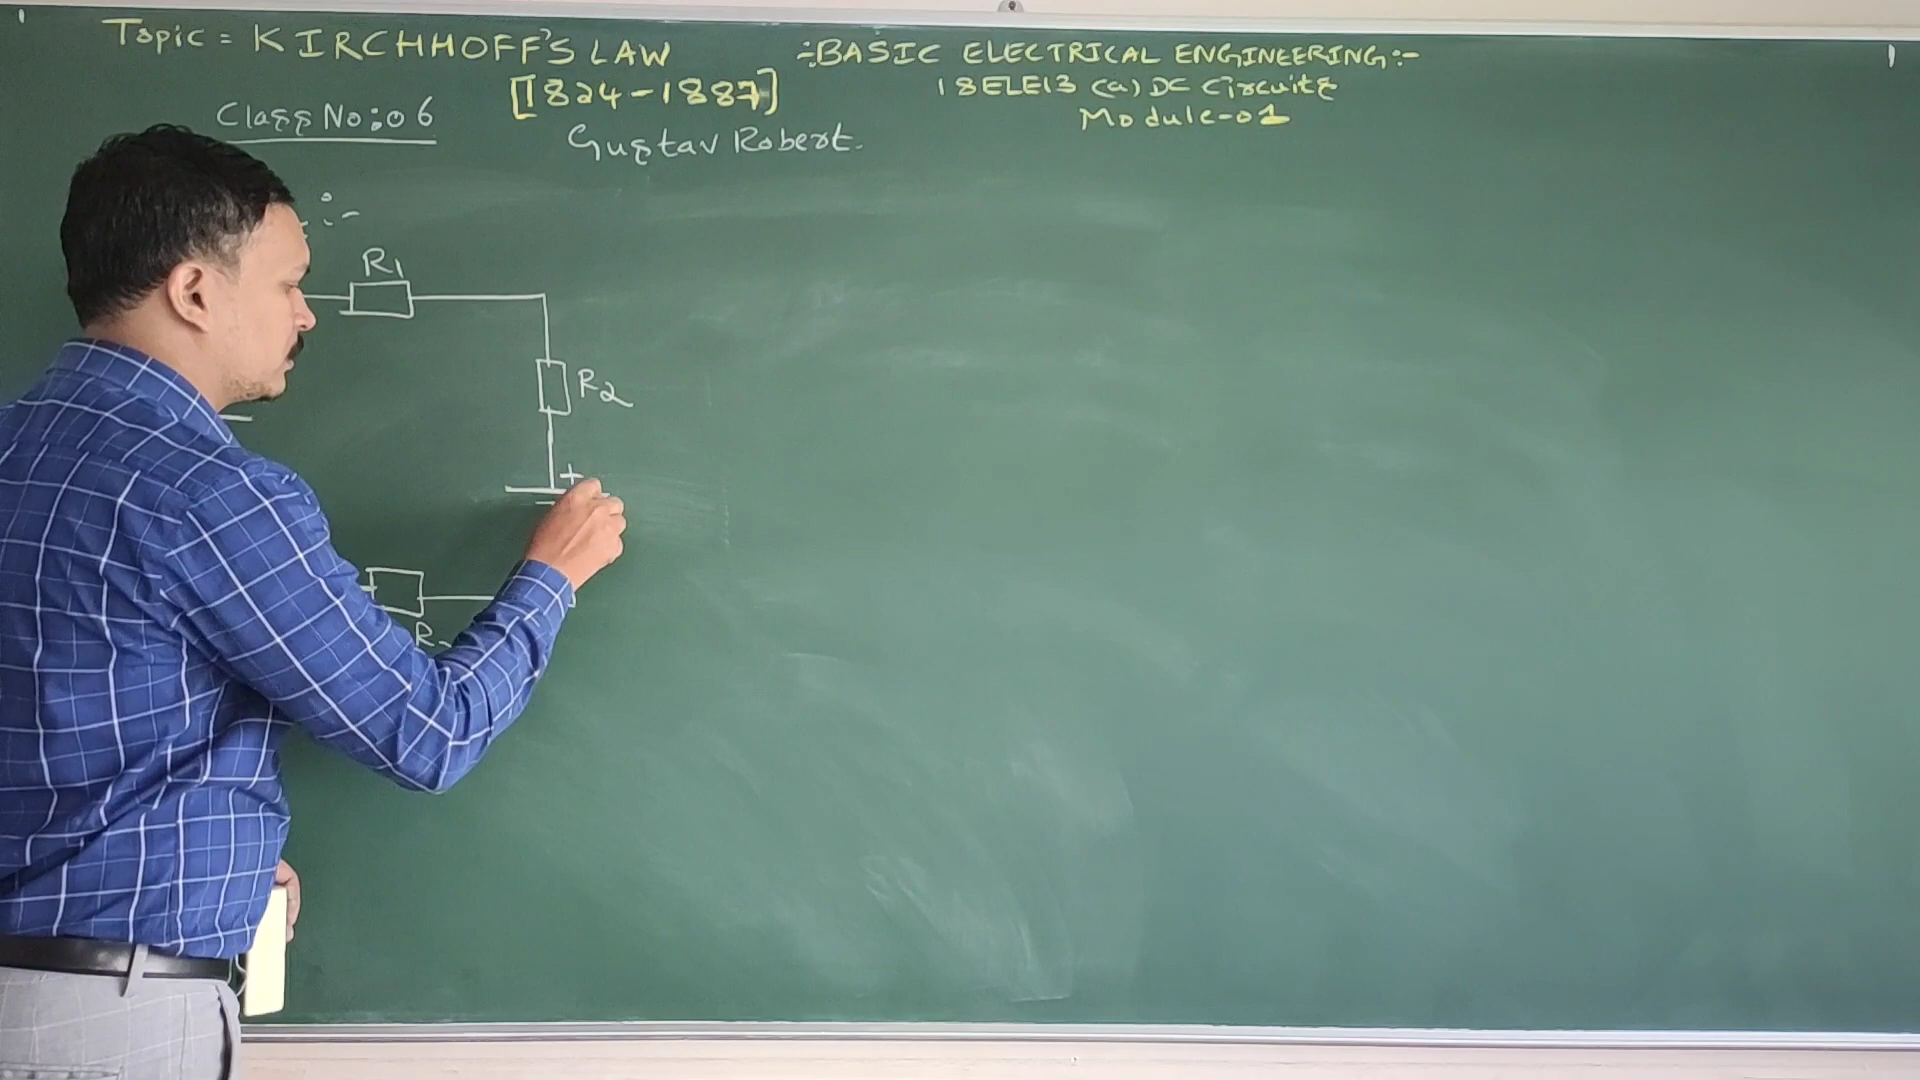 Topic = KIRCHHOFF'S LAW
[1824-1887]
Gustav Robert.
Class No:06
÷BASIC ELECTRICAL ENGINEERING:-
18ELE13 (a) DC Circuits
Module-01
:-
R1
R2
+
R